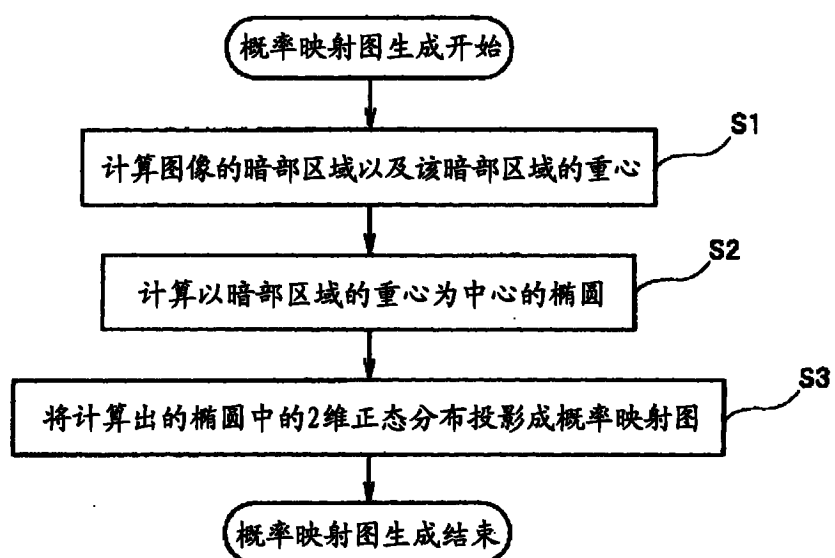 概率映射图生成开始
S1
计算图像的暗部区域以及该暗部区域的重心
S2
计算以暗部区域的重心为中心的椭圆
S3
将计算出的椭圆中的2维正态分布投影成概率映射图
概率映射图生成结束